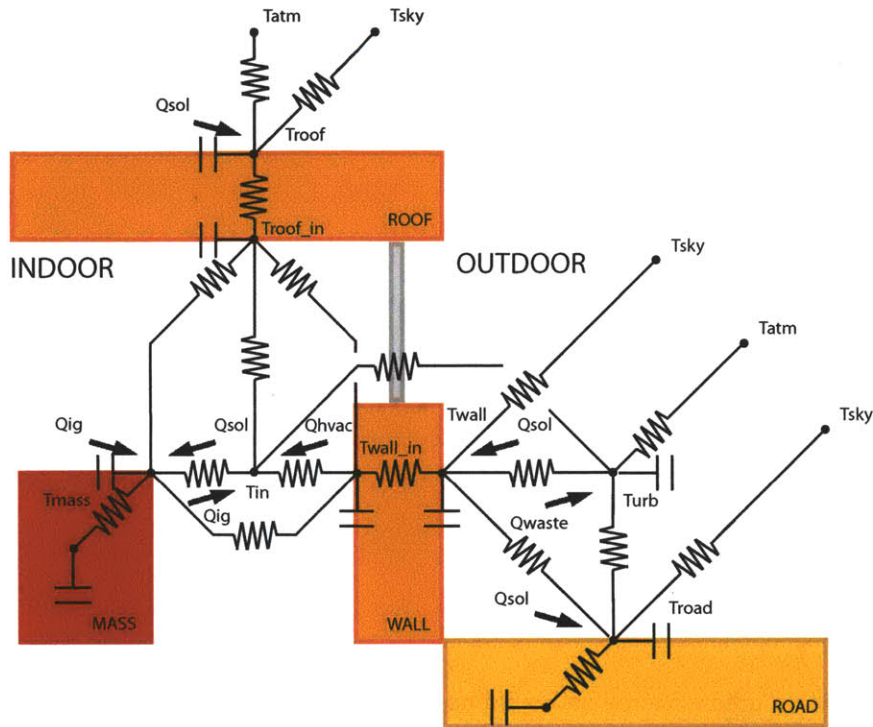 Tatm
Tsky
Qsol
Troof
ROOF
Troof_in
INDOOR
OUTDOOR
Tsky
Tatm
Tsky
Qig
Qsol
Qhvac
Twall
Qsol
Twall_in
Tmass
Tin
Turb
Qig
Qwaste
Qsol
Troad
MASS
WALL
ROAD